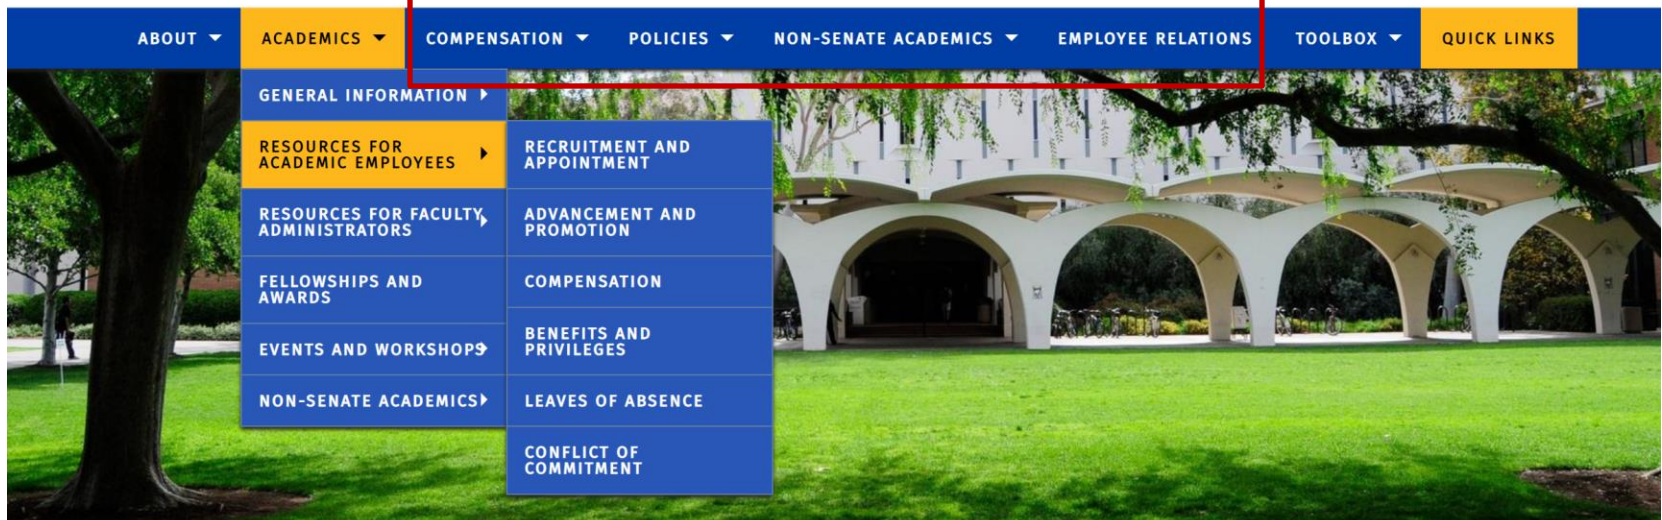 ABOUT ACADEMICS COMPENSATION POLICIES NON-SENATE ACADEMICS EMPLOYEE RELATIONS TOOLBOX QUICK LINKS
GENERAL INFORMATION
RESOURCES FOR
ACADEMIC EMPLOYEES
RESOURCES FOR FACULTY
ADMINISTRATORS
FELLOWSHIPS AND
AWARDS
EVENTS AND WORKSHOPS
NON-SENATE ACADEMICS
RECRUITMENT AND
APPOINTMENT
ADVANCEMENT AND
PROMOTION
COMPENSATION
BENEFITS AND
PRIVILEGES
LEAVES OF ABSENCE
CONFLICT OF
COMMITMENT